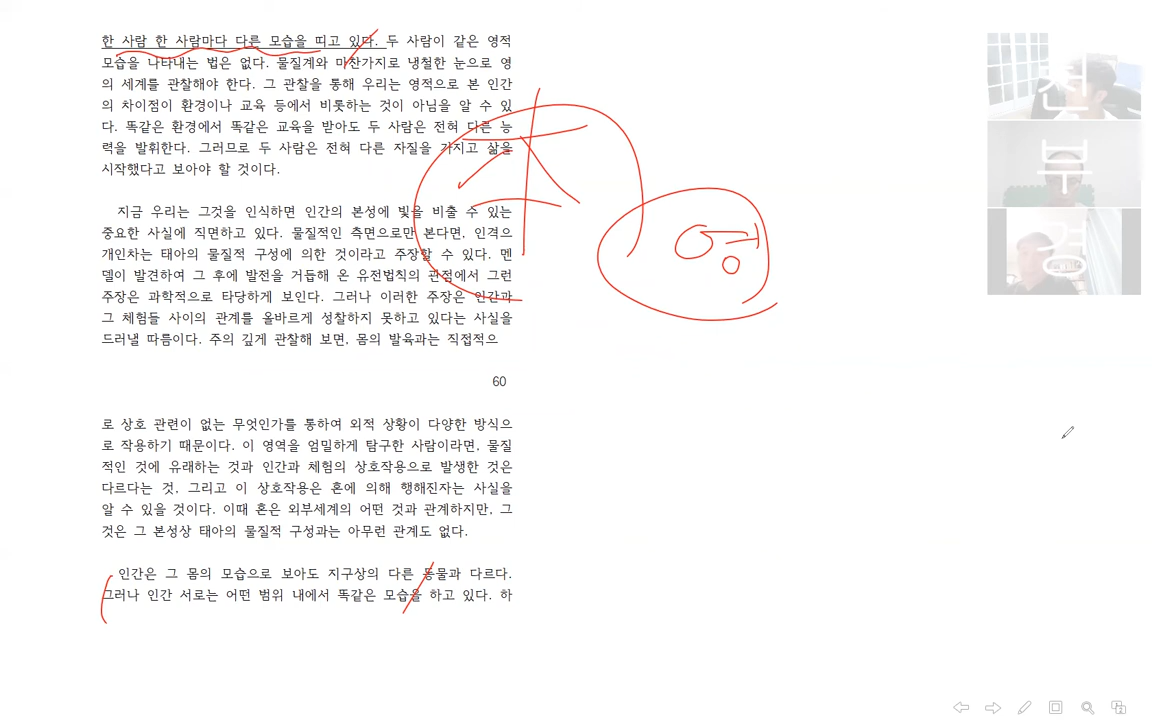 한 사람 한 사람마다 다른 모습을 띠고 있다. 두 사람이 같은 영적
모습을 나타내는 법은 없다. 물질계와 마찬가지로 냉철한 눈으로 영
의 세계를 관찰해야 한다. 그 관찰을 통해 우리는 영적으로 본 인간
의 차이점이 환경이나 교육 등에서 비롯하는 것이 아님을 알 수 있
다. 똑같은 환경에서 똑같은 교육을 받아도 두 사람은 전혀 다른 능
력을 발휘한다. 그러므로 두 사람은 전혀 다른 자질을 가지고 삶을
시작했다고 보아야 할 것이다.
지금 우리는 그것을 인식하면 인간의 본성에 빛을 비출 수 있는
중요한 사실에 직면하고 있다. 물질적인 측면으로만 본다면, 인격으
개인차는 태아의 물질적 구성에 의한 것이라고 주장할 수 있다. 멘
델이 발견하여 그 후에 발전을 거듭해 온 유전법칙의 관점에서 그런
주장은 과학적으로 타당하게 보인다. 그러나 이러한 주장은 인간과
그 체험들 사이의 관계를 올바르게 성찰하지 못하고 있다는 사실을
드러낼 따름이다. 주의 깊게 관찰해 보면, 몸의 발육과는 직접적으
60
로 상호 관련이 없는 무엇인가를 통하여 외적 상황이 다양한 방식으
로 작용하기 때문이다. 이 영역을 엄밀하게 탐구한 사람이라면, 물질
적인 것에 유래하는 것과 인간과 체험의 상호작용으로 발생한 것은
다르다는 것, 그리고 이 상호작용은 혼에 의해 행해진자는 사실을
알 수 있을 것이다. 이때 혼은 외부세계의 어떤 것과 관계하지만, 그
것은 그 본성상 태아의 물질적 구성과는 아무런 관계도 없다.
인간은 그 몸의 모습으로 보아도 지구상의 다른 동물과 다르다.
그러나 인간 서로는 어떤 범위 내에서 똑같은 모습을 하고 있다. 하
천
부
경